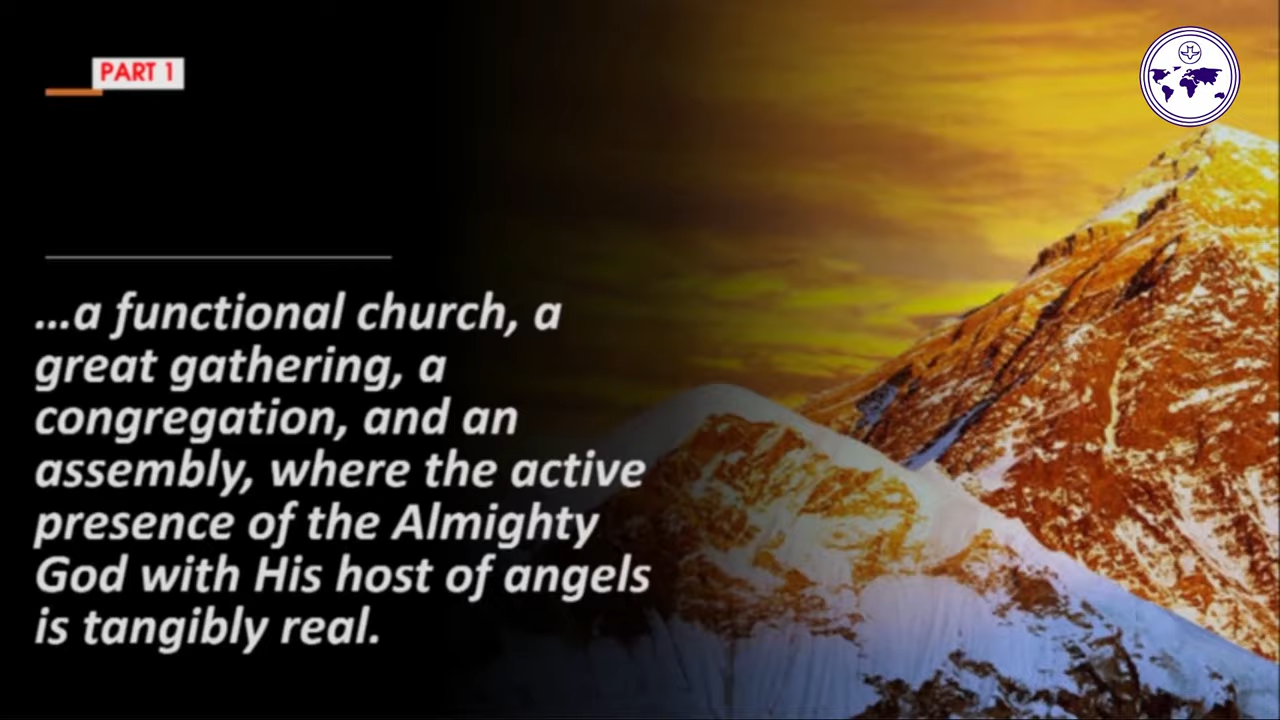 PART 1
...a functional church, a
great gathering, a
congregation, and an
assembly, where the active
presence of the Almighty
God with His host of angels
is tangibly real.